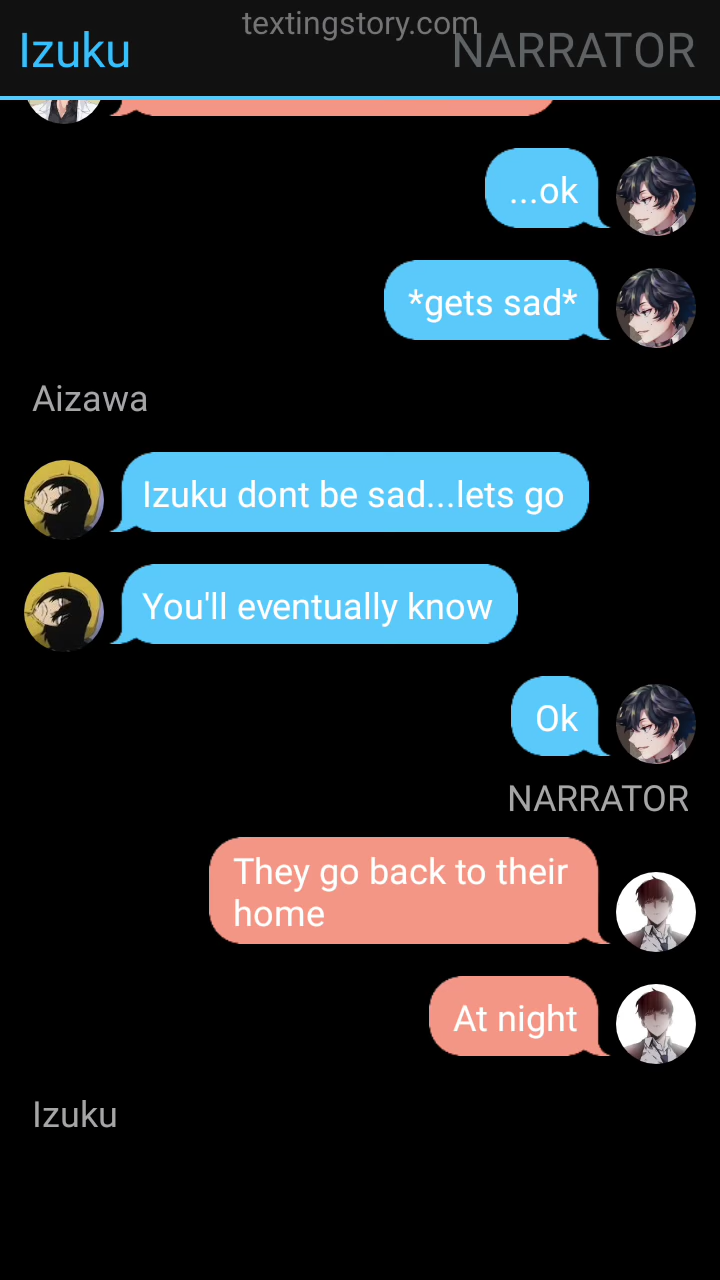 textingstory.com
Izuku
NARRATOR
...ok
*gets sad*
Aizawa
Izuku dont be sad...lets go
You'll eventually know
Ok
NARRATOR
They go back to their
home
At night
Izuku